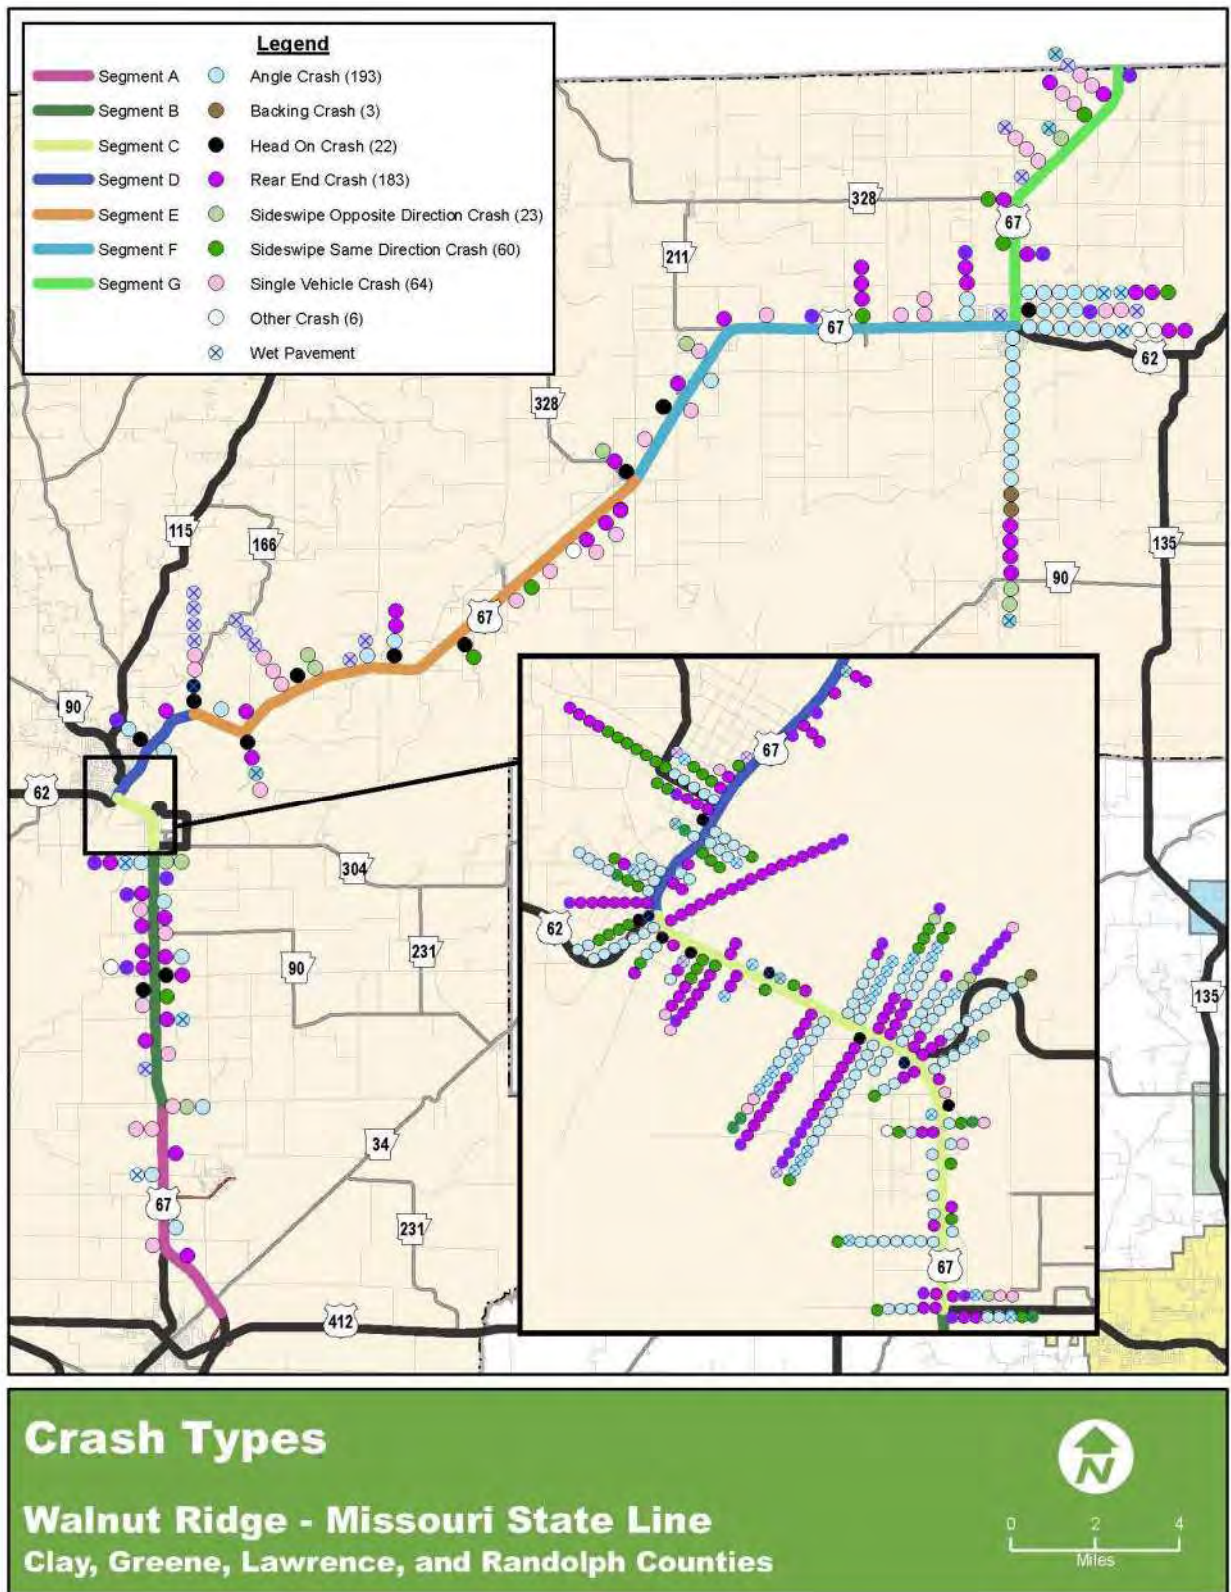 Legend
Segment A
Angle Crash (193)
Segment B
Backing Crash (3)
Segment C
Head On Crash (22)
Segment D
Rear End Crash (183)
Segment E
Sideswipe Opposite Direction Crash (23)
Segment F
Sideswipe Same Direction Crash (60)
Segment G
Single Vehicle Crash (64)
Other Crash (6)
Wet Pavement
328
67
211
67
62
328
115
166
135
90
67
90
62
67
304
62
90
231
135
34
67
231
67
412
Crash Types
Walnut Ridge - Missouri State Line
Clay, Greene, Lawrence, and Randolph Counties
N
0 2 4
Miles